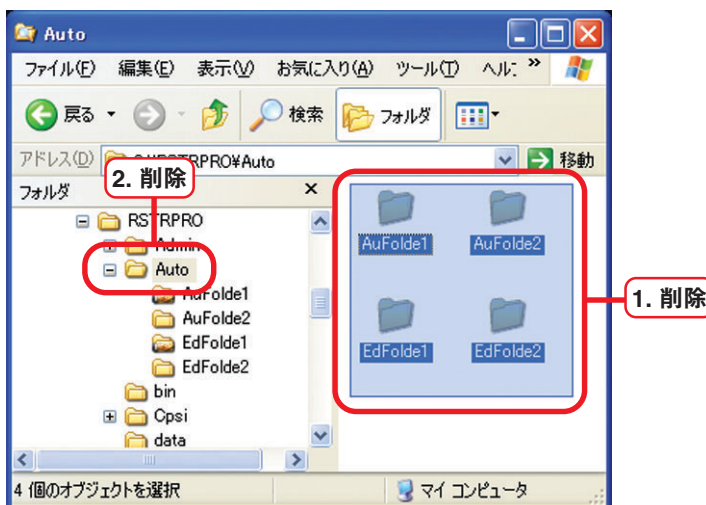 Auto
ファイル(F) 編集(E) 表示(V) お気に入り(A) ツール(T) ヘル: »
戻る 検索 フォルダ
アドレス(D) TRPRO¥Auto 移動
2. 削除
フォルダ ×
RSTRPRO
Admin
Auto
AuFolde1
AuFolde2
EdFolde1
EdFolde2
bin
Cpsi
data
AuFolde1 AuFolde2
EdFolde1 EdFolde2
1. 削除
4 個のオブジェクトを選択 マイ コンピュータ